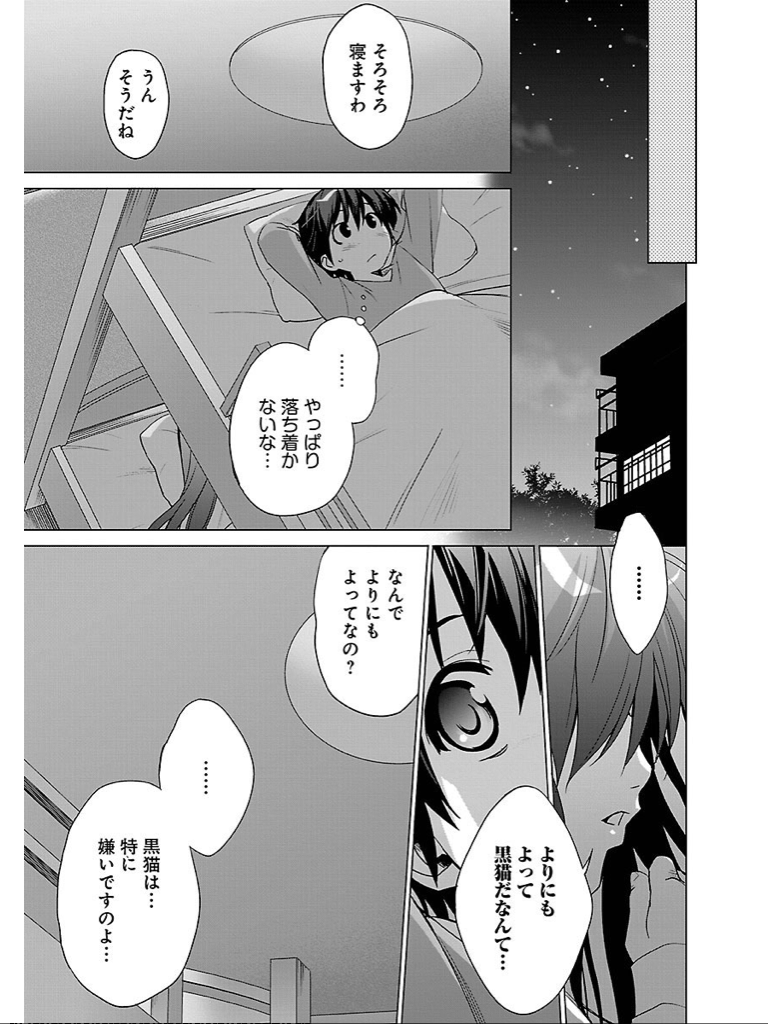 そろそろ
寝ますわ
うん
そうだね
……
やっぱり
落ち着か
ないな…
……
よりにも
よって
黒猫だなんて…
なんで
よりにも
よってなの？
……
黒猫は…
特に
嫌いですのよ…